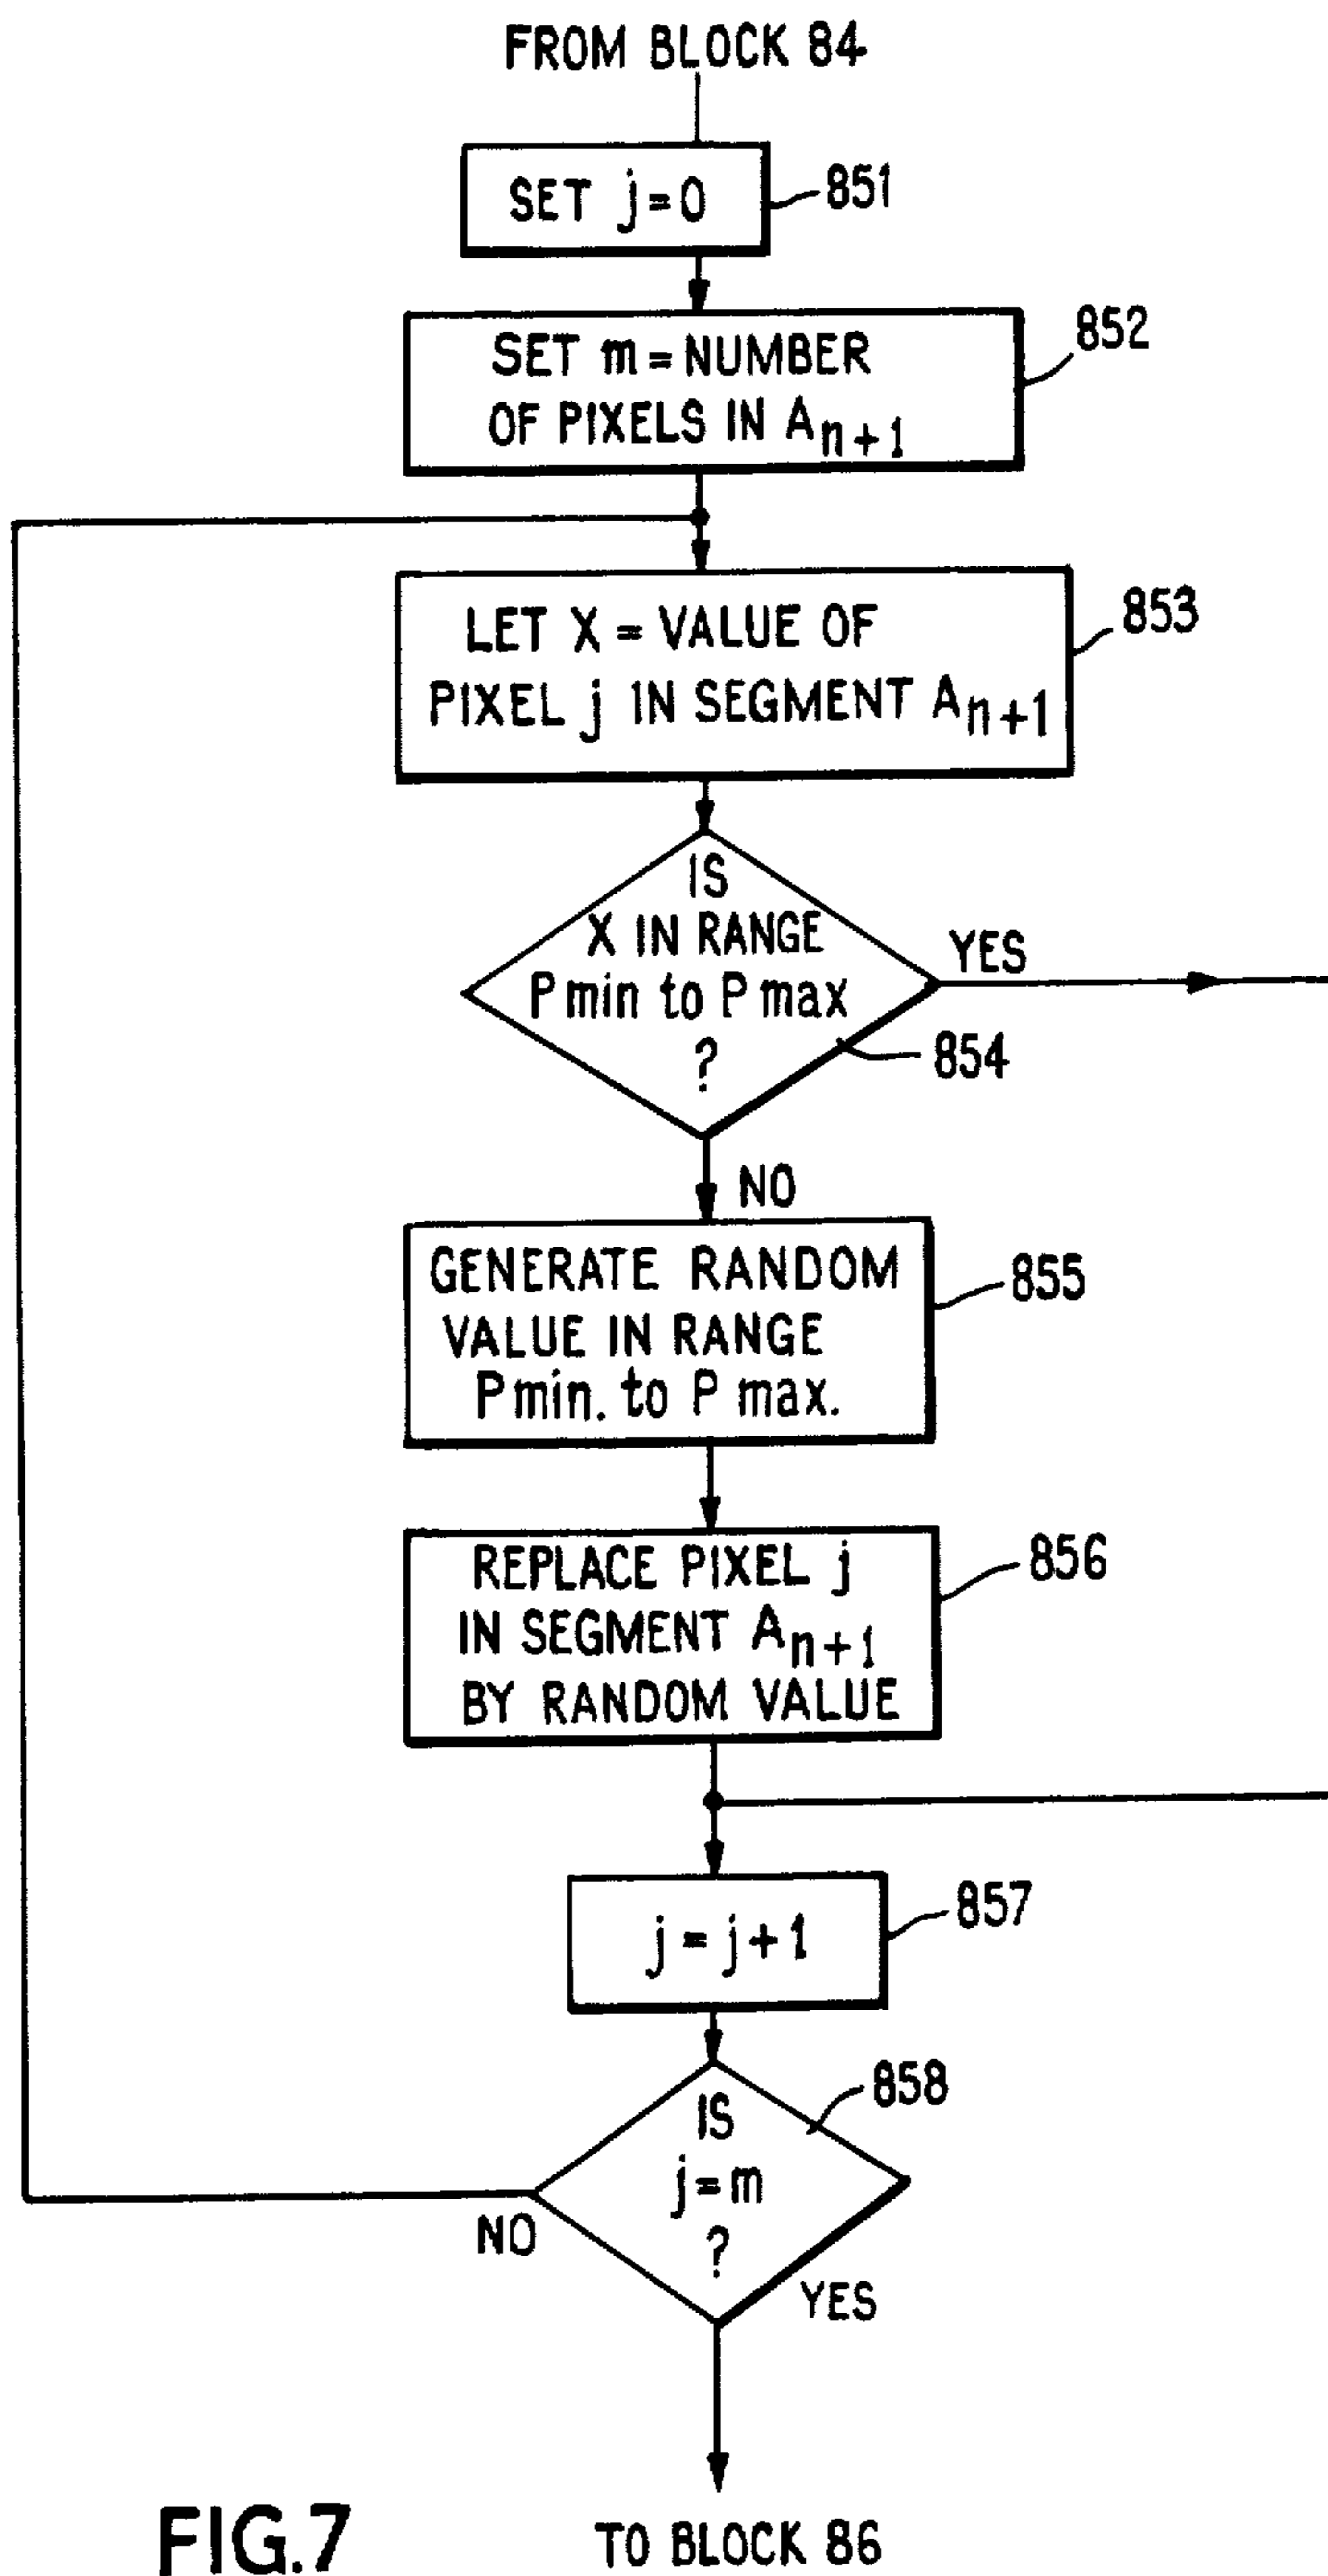 FROM BLOCK 84
SET j=0
851
SET m=NUMBER
OF PIXELS IN An+1
852
LET X = VALUE OF
PIXEL j IN SEGMENT An+1
853
IS
X IN RANGE
P min to P max
?
YES
854
NO
GENERATE RANDOM
VALUE IN RANGE
P min. to P max.
855
REPLACE PIXEL j
IN SEGMENT An+1
BY RANDOM VALUE
856
j = j+1
857
IS
j=m
?
858
NO
YES
FIG.7
TO BLOCK 86